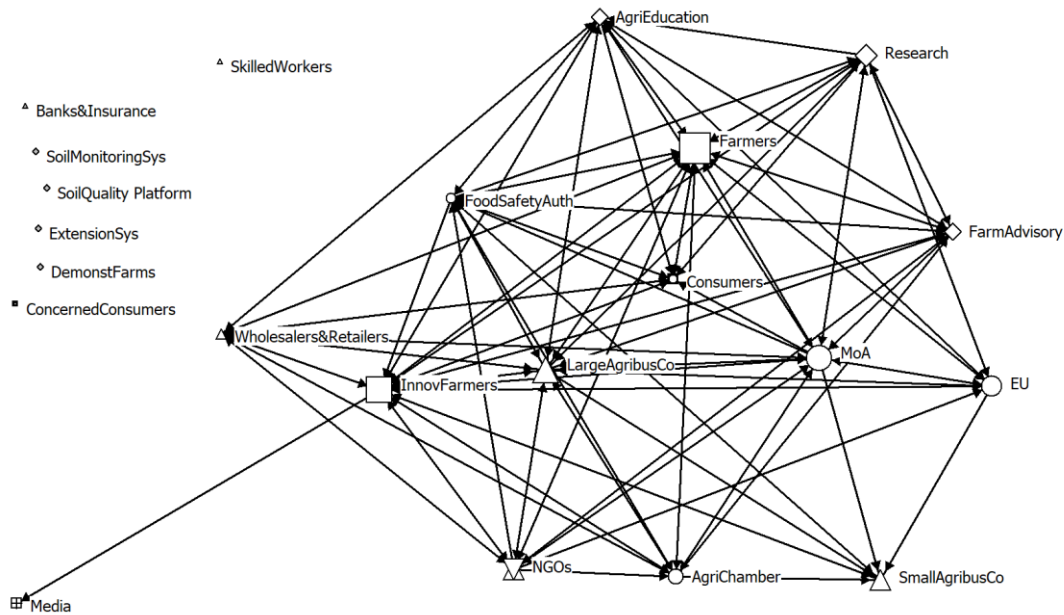 AgriEducation
Research
SkilledWorkers
Banks&Insurance
Farmers
SoilMonitoringSys
SoilQuality Platform
FoodSafetyAuth
ExtensionSys
FarmAdvisory
DemonstFarms
Consumers
ConcernedConsumers
Wholesalers&Retailers
MoA
LargeAgribusCo
InnovFarmers
EU
NGOs
AgriChamber
SmallAgribusCo
Media